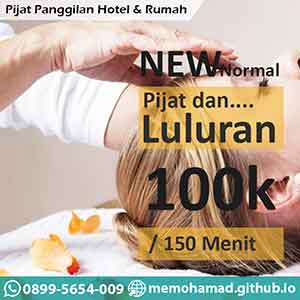 Pijat Panggilan Hotel & Rumah
NEW Normal
Pijat dan....
Luluran
100k
/ 150 Menit
0899-5654-009 memohamad.github.io